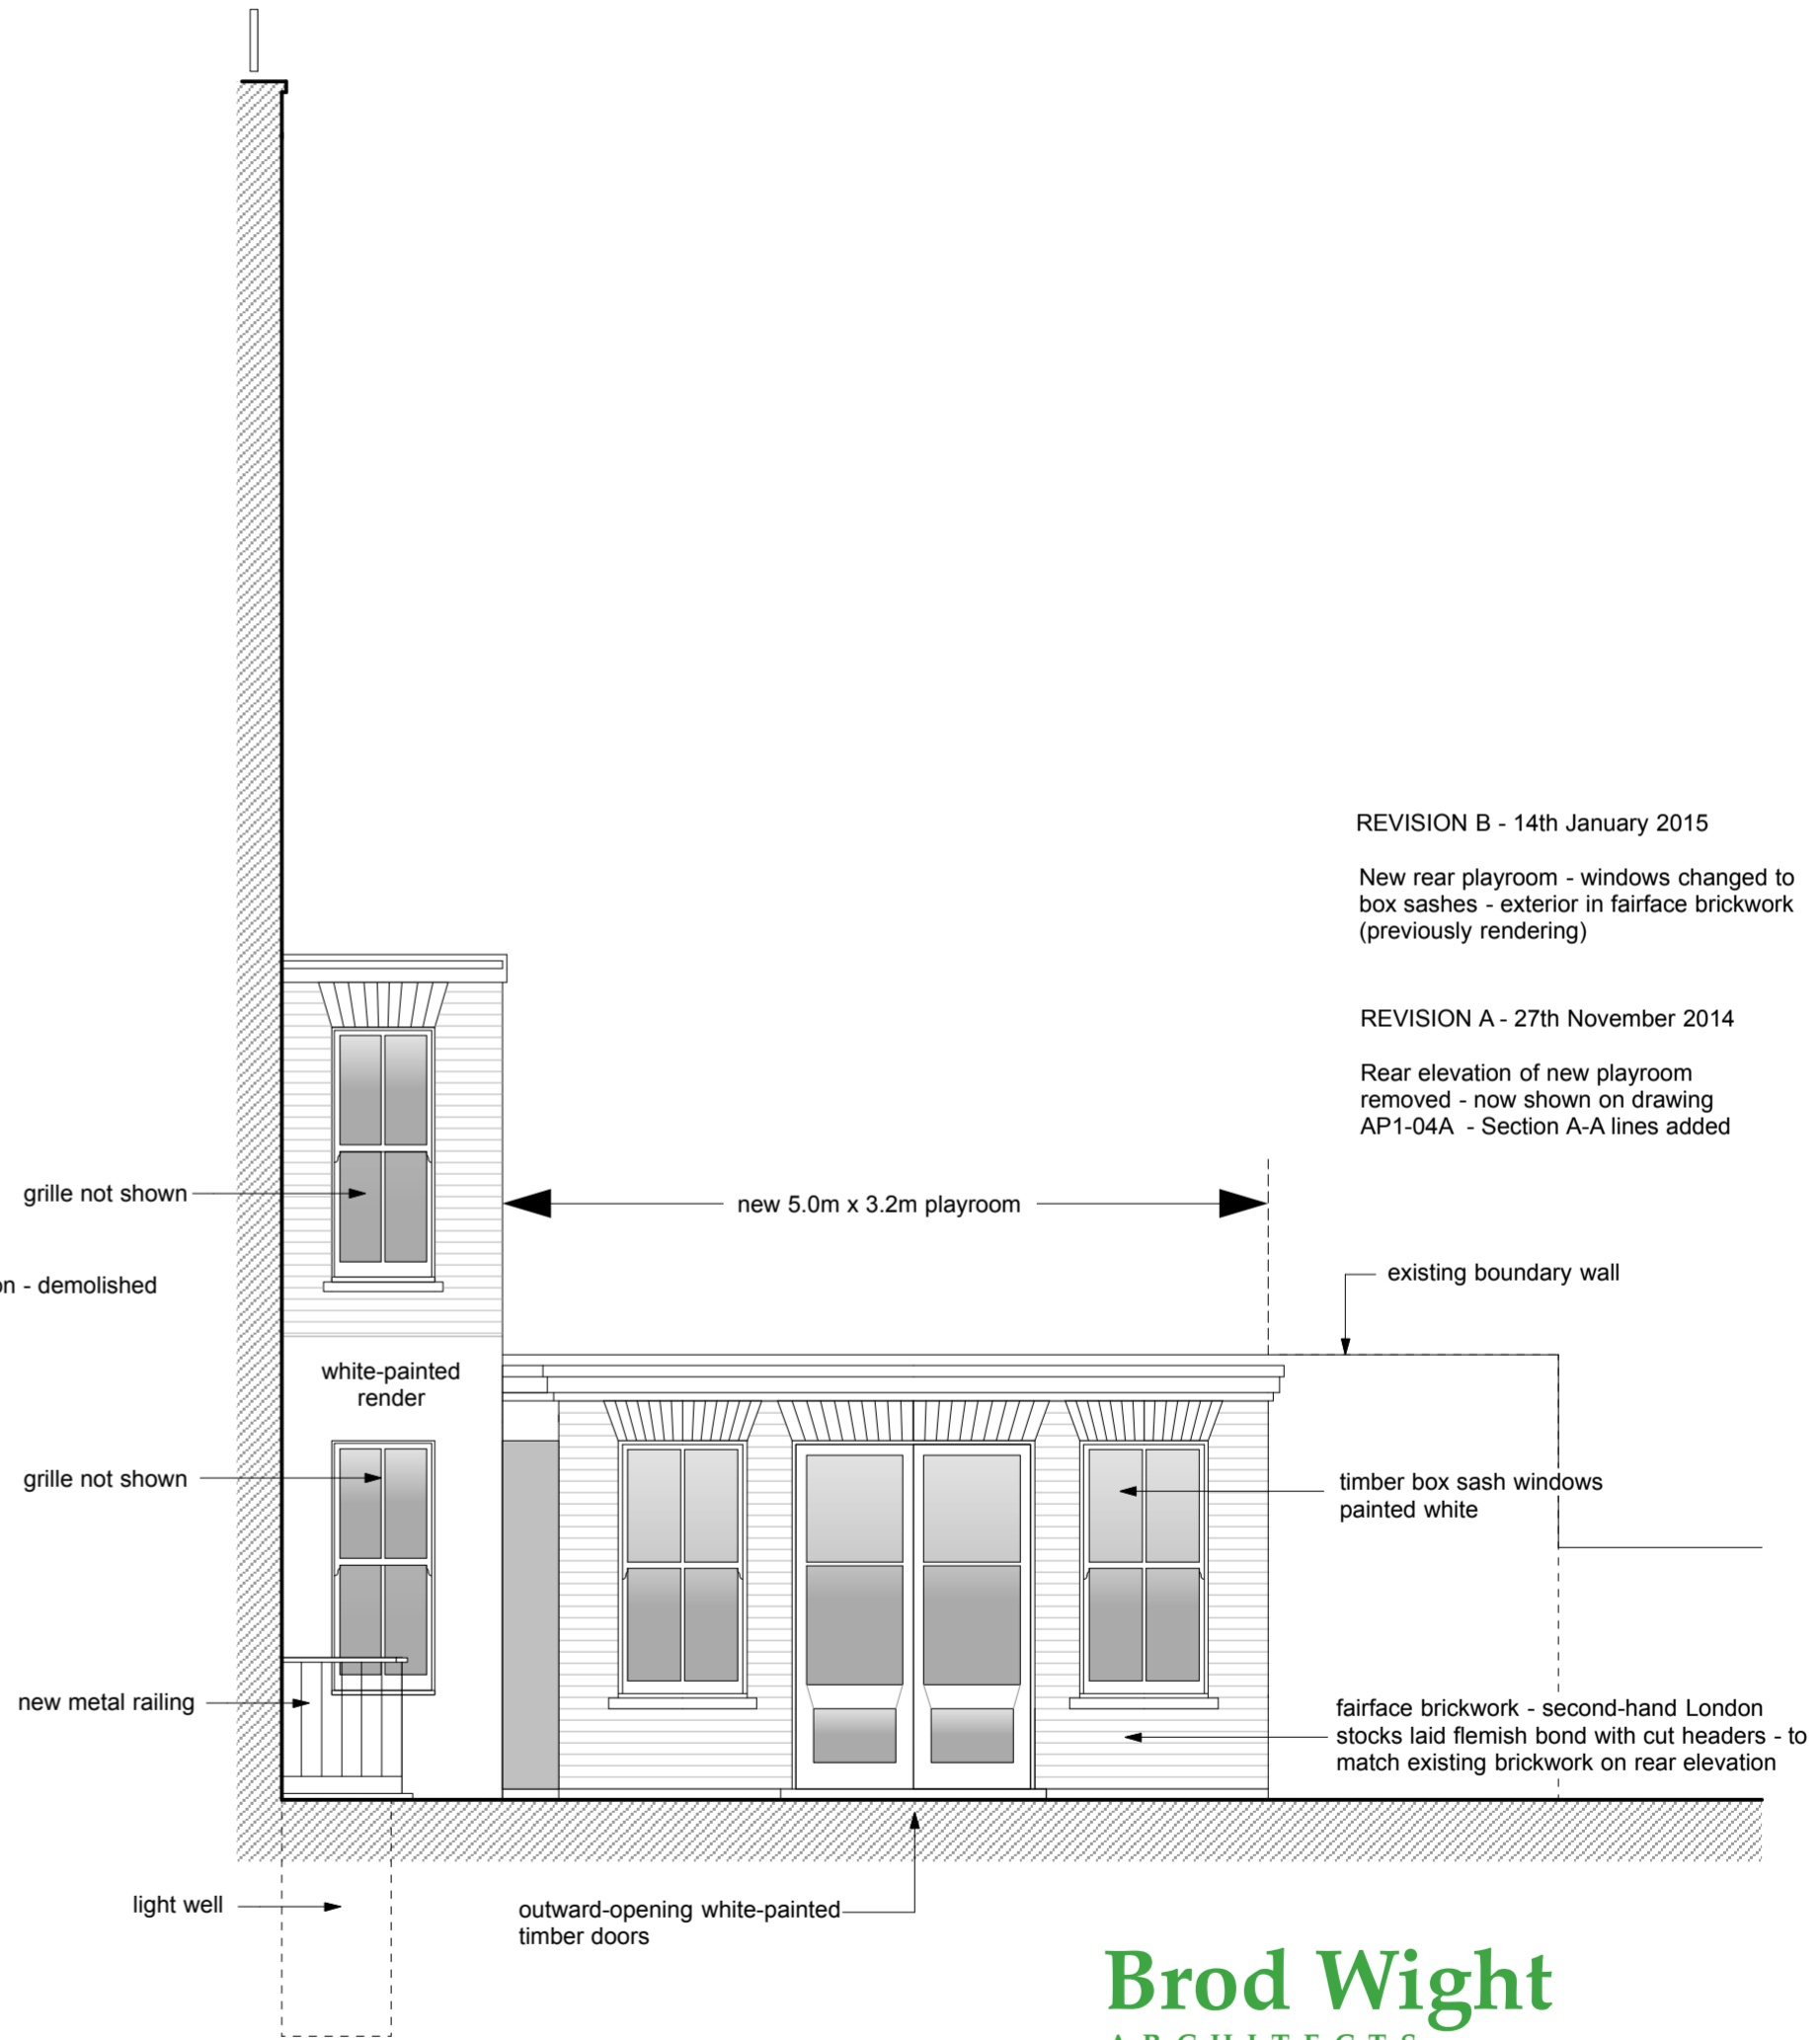 REVISION B - 14th January 2015
New rear playroom - windows changed to
box sashes - exterior in fairface brickwork
(previously rendering)
REVISION A - 27th November 2014
Rear elevation of new playroom
removed - now shown on drawing
AP1-04A - Section A-A lines added
grille not shown
new 5.0m x 3.2m playroom
- demolished
existing boundary wall
white-painted
render
grille not shown
timber box sash windows
painted white
new metal railing
fairface brickwork - second-hand London
stocks laid flemish bond with cut headers - to
match existing brickwork on rear elevation
light well
outward-opening white-painted
timber doors
Brod Wight
ARCHITECTS